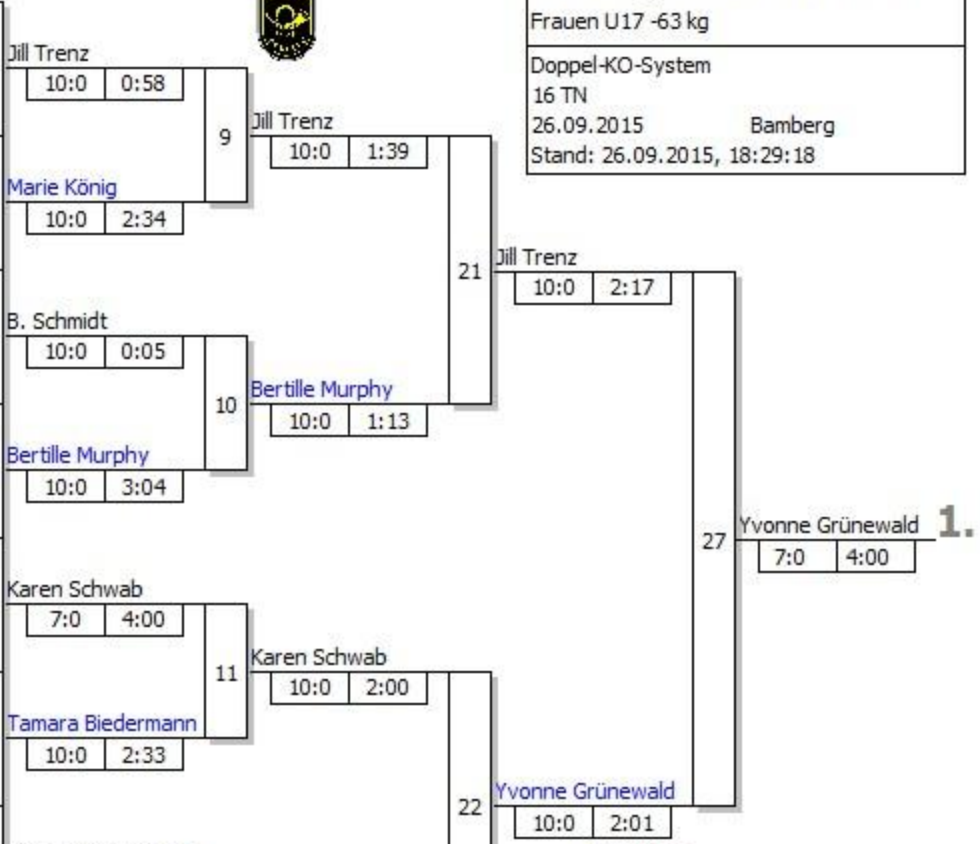 Frauen U17 -63 kg
Doppel-KO-System
16 TN
26.09.2015 Bamberg
Stand: 26.09.2015, 18:29:18
Jill Trenz
10:0 0:58
9
Marie König
10:0 2:34
Jill Trenz
10:0 1:39
21
B. Schmidt
10:0 0:05
10
Bertille Murphy
10:0 3:04
Bertille Murphy
10:0 1:13
Jill Trenz
10:0 2:17
27
Yvonne Grünewald 1.
7:0 4:00
Karen Schwab
7:0 4:00
11
Tamara Biedermann
10:0 2:33
Karen Schwab
10:0 2:00
22
Yvonne Grünewald
10:0 2:01